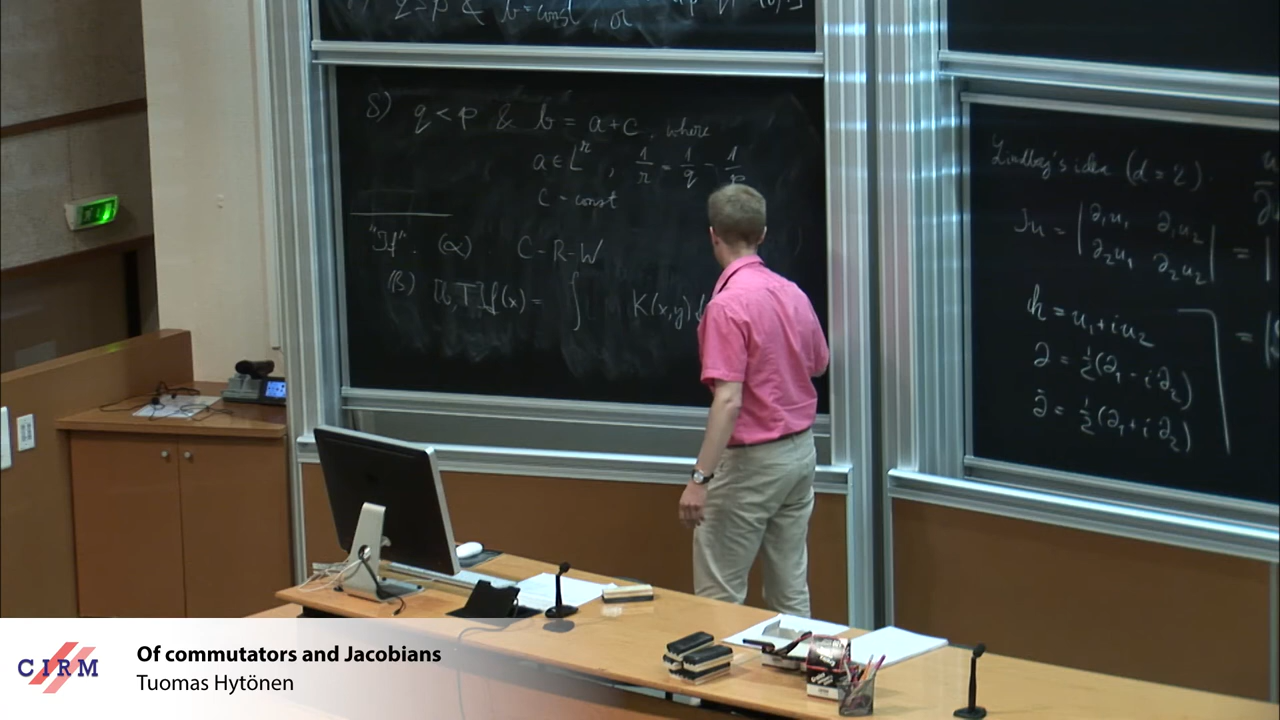 δ) q < p & b = a+c, where
a ∈ L^r, 1/r = 1/q - 1/p
c - const
"If". (α) C-R-W
(β) [b,T]f(x) = ∫ K(x,y)
Lindberg's idea (d=2).
Ju = | ∂₁u₁ ∂₁u₂ | =
| ∂₂u₁ ∂₂u₂ |
h = u₁+iu₂
∂ = ½(∂₁ - i∂₂)
∂̄ = ½(∂₁ + i∂₂)
CIRM
Of commutators and Jacobians
Tuomas Hytönen